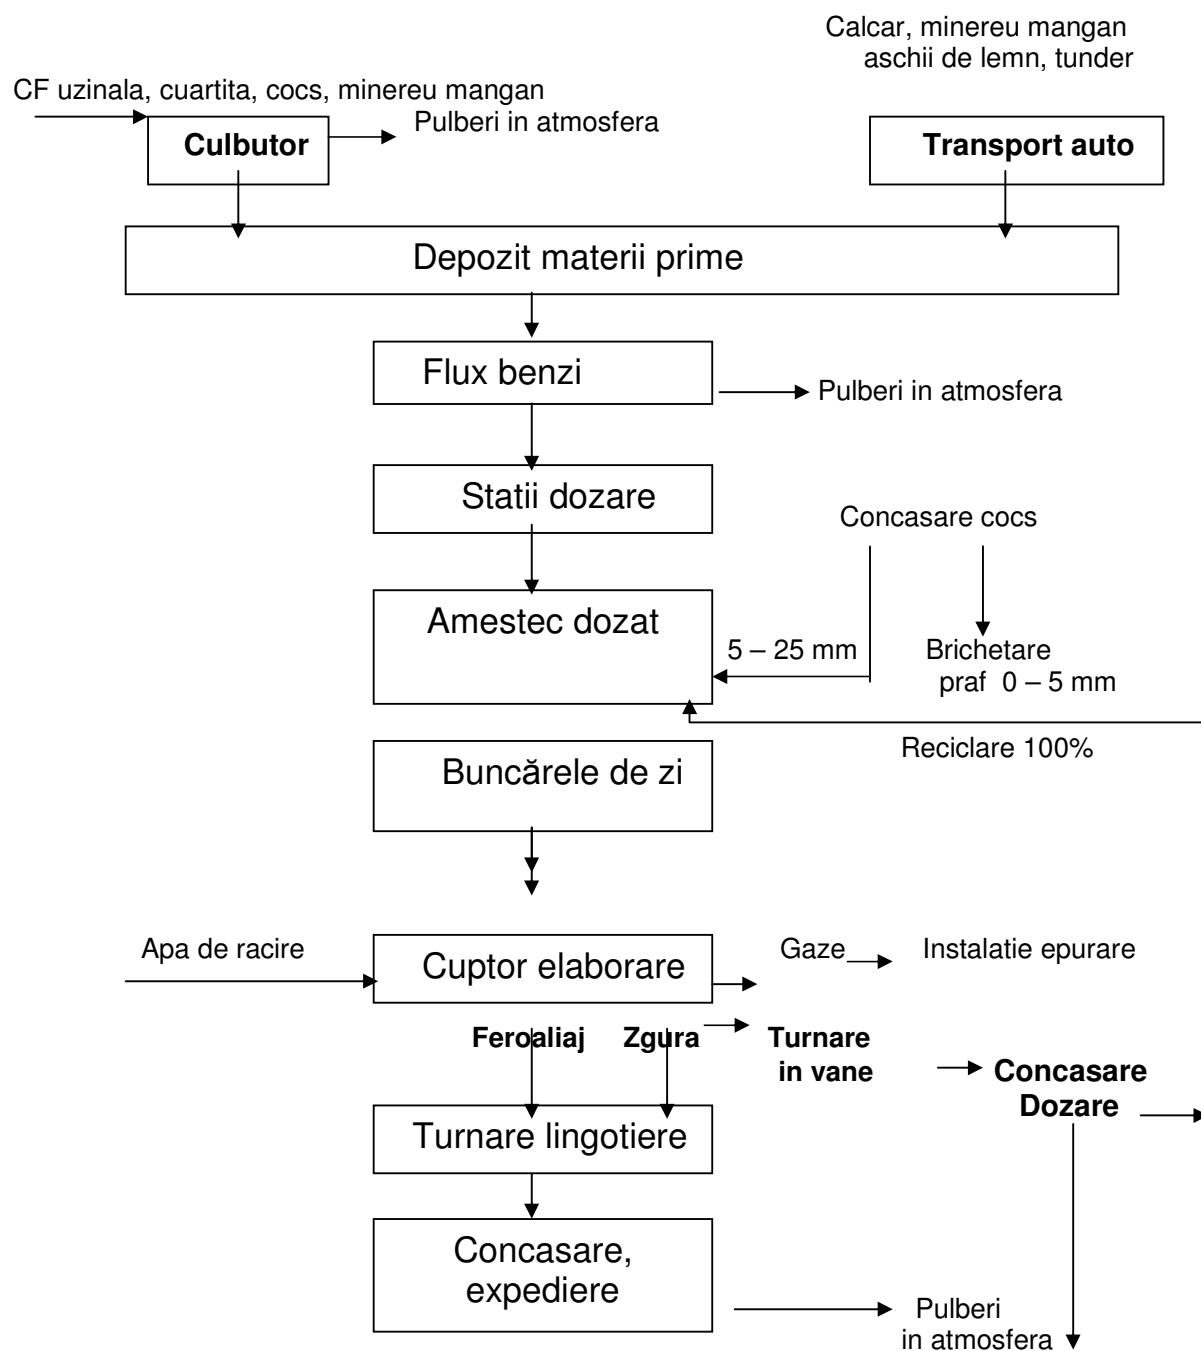 Calcar, minereu mangan
aschii de lemn, tunder
CF uzinala, cuartita, cocs, minereu mangan
Pulberi in atmosfera
Culbutor
Transport auto
Depozit materii prime
Flux benzi
Pulberi in atmosfera
Statii dozare
Concasare cocs
Amestec dozat
5 – 25 mm
Brichetare
praf 0 – 5 mm
Reciclare 100%
Buncărele de zi
Apa de racire
Cuptor elaborare
Gaze
Instalatie epurare
Feroaliaj
Zgura
Turnare
in vane
Concasare
Dozare
Turnare lingotiere
Concasare,
expediere
Pulberi
in atmosfera